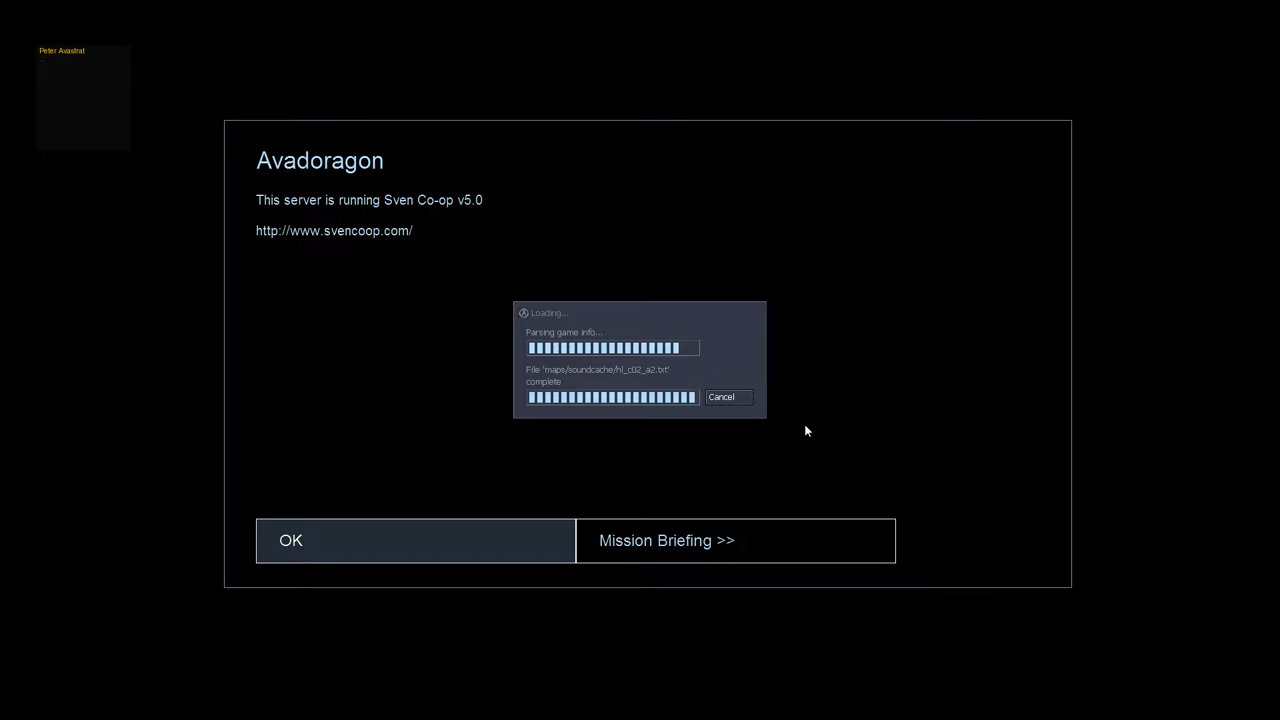 Peter Avastrat
Avadoragon
This server is running Sven Co-op v5.0
http://www.svencoop.com/
Loading...
Parsing game info...
File 'maps/soundcache/hl_c02_a2.txt'
complete
Cancel
OK
Mission Briefing >>